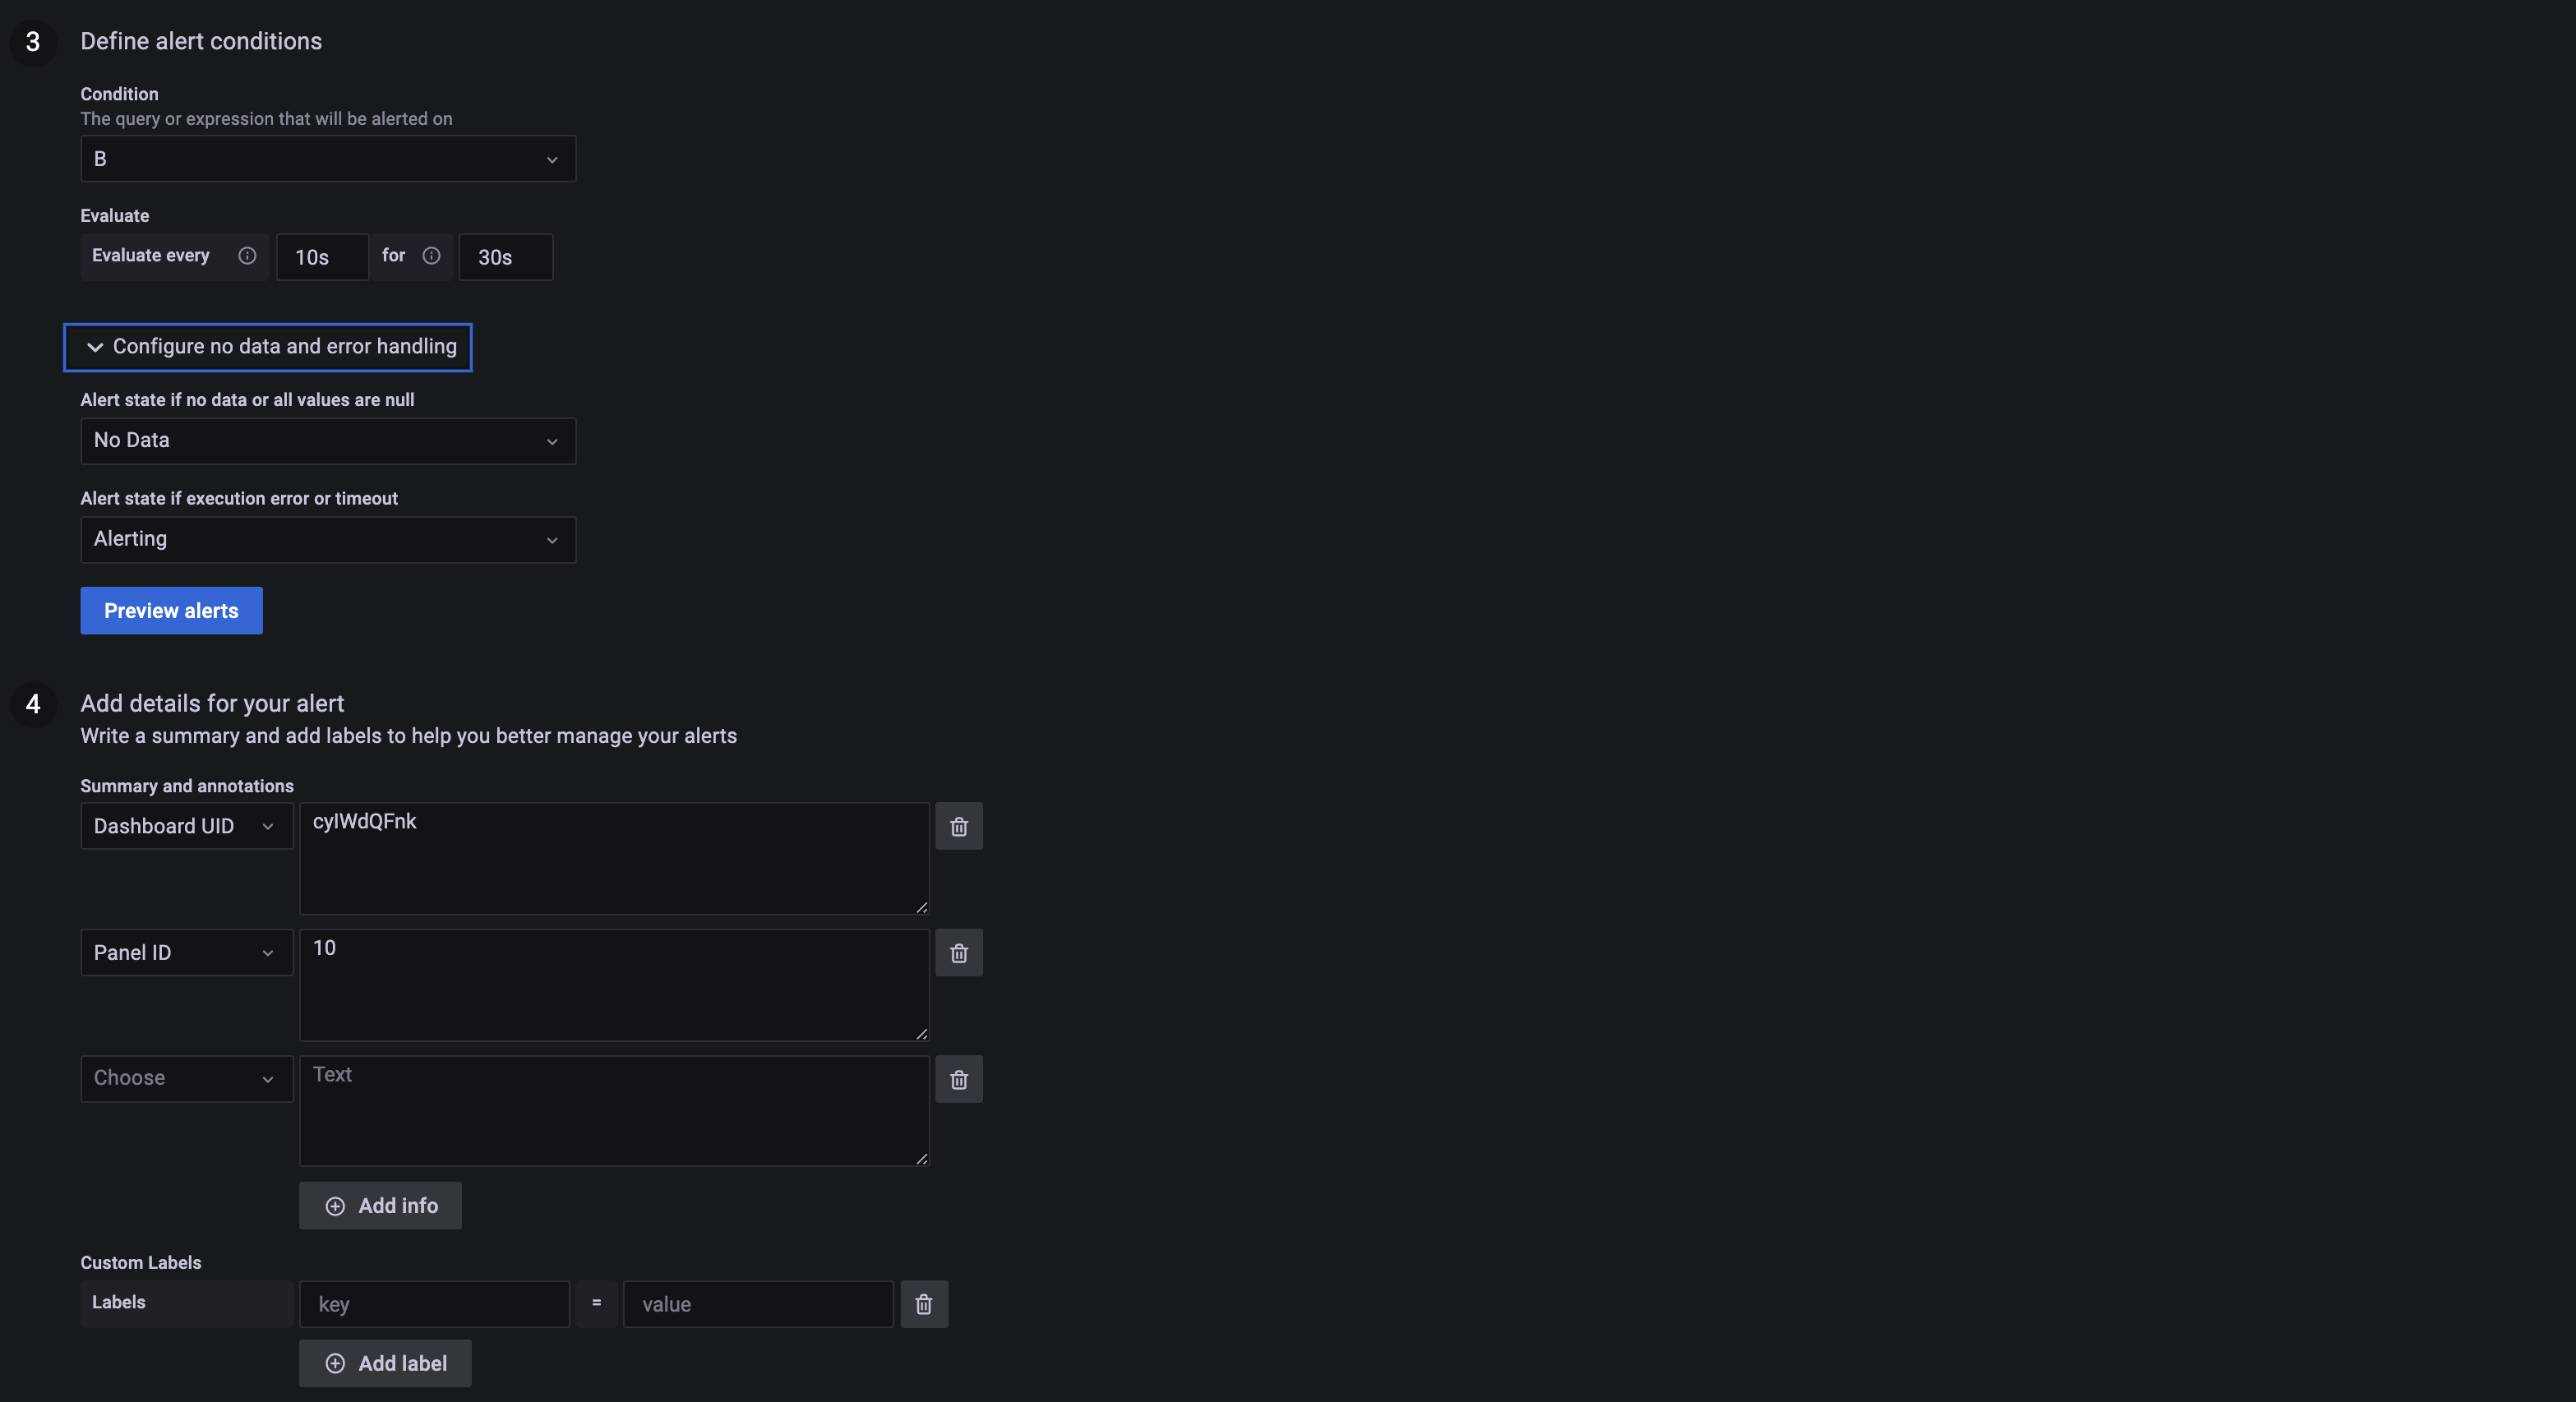 3 Define alert conditions
Condition
The query or expression that will be alerted on
B
Evaluate
Evaluate every 10s for 30s
Configure no data and error handling
Alert state if no data or all values are null
No Data
Alert state if execution error or timeout
Alerting
Preview alerts
4 Add details for your alert
Write a summary and add labels to help you better manage your alerts
Summary and annotations
Dashboard UID cyIWdQFnk
Panel ID 10
Choose Text
Add info
Custom Labels
Labels key = value
Add label